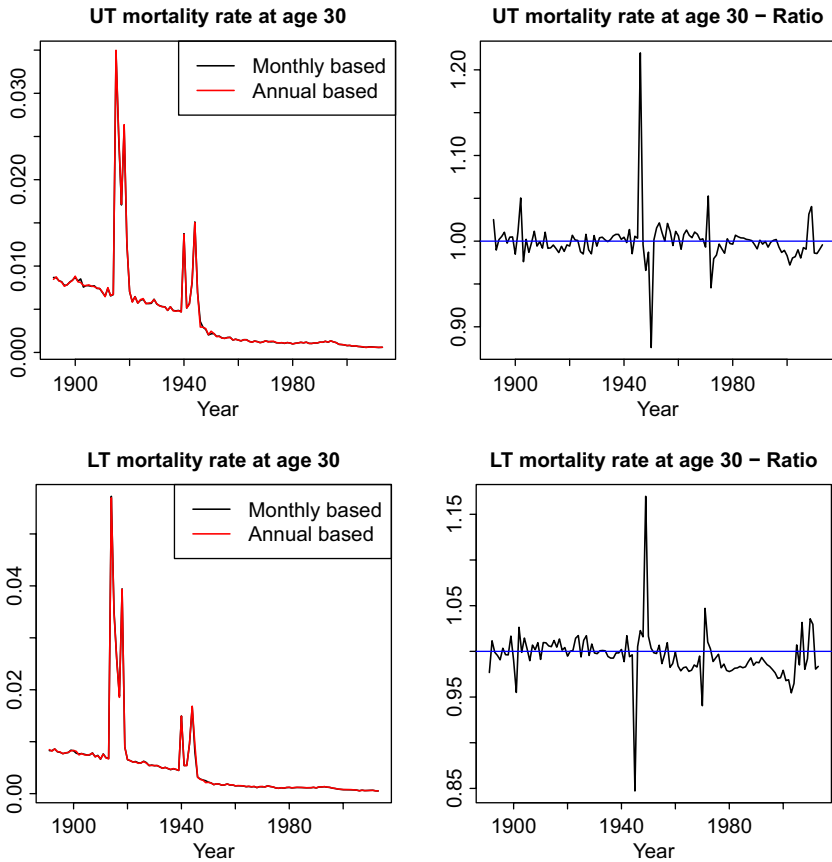 UT mortality rate at age 30
Monthly based
Annual based
0.000
0.010
0.020
0.030
1900
1940
1980
Year
UT mortality rate at age 30 − Ratio
0.90
1.00
1.10
1.20
1900
1940
1980
Year
LT mortality rate at age 30
Monthly based
Annual based
0.00
0.02
0.04
1900
1940
1980
Year
LT mortality rate at age 30 − Ratio
0.85
0.95
1.05
1.15
1900
1940
1980
Year